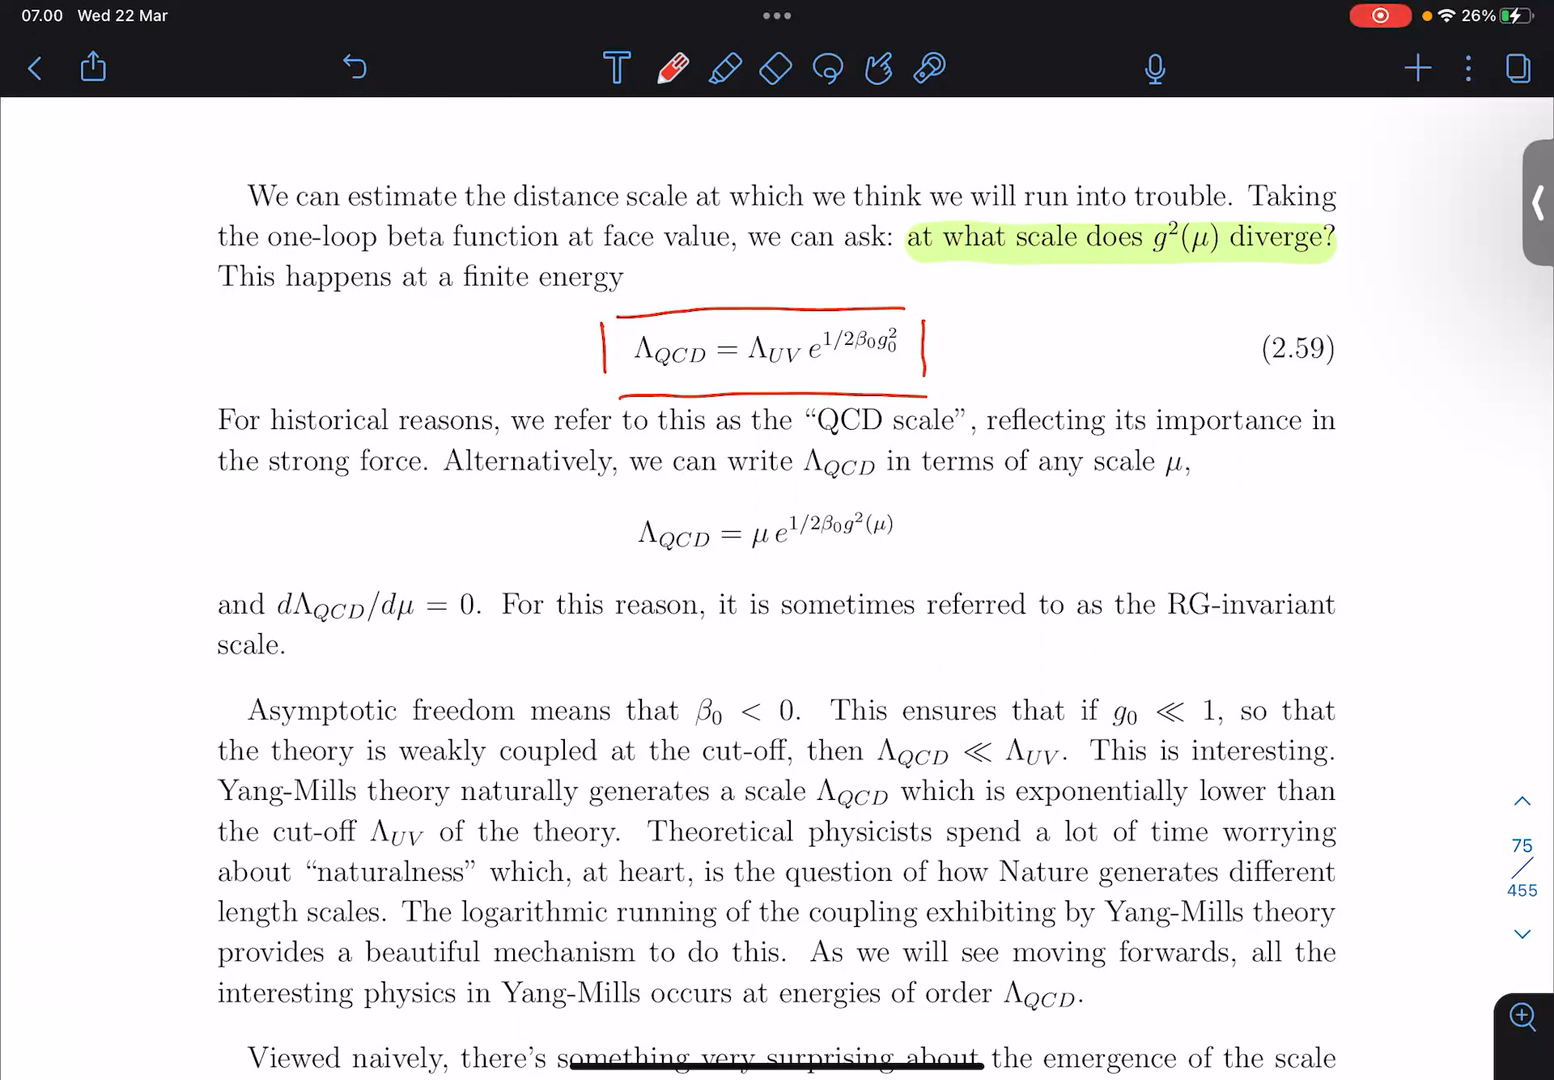 07.00 Wed 22 Mar
26%
We can estimate the distance scale at which we think we will run into trouble. Taking
the one-loop beta function at face value, we can ask: at what scale does g²(μ) diverge?
This happens at a finite energy
Λ_QCD = Λ_UV e^{1/2β₀g₀²} (2.59)
For historical reasons, we refer to this as the “QCD scale”, reflecting its importance in
the strong force. Alternatively, we can write Λ_QCD in terms of any scale μ,
Λ_QCD = μ e^{1/2β₀g²(μ)}
and dΛ_QCD/dμ = 0. For this reason, it is sometimes referred to as the RG-invariant
scale.
Asymptotic freedom means that β₀ < 0. This ensures that if g₀ ≪ 1, so that
the theory is weakly coupled at the cut-off, then Λ_QCD ≪ Λ_UV. This is interesting.
Yang-Mills theory naturally generates a scale Λ_QCD which is exponentially lower than
the cut-off Λ_UV of the theory. Theoretical physicists spend a lot of time worrying
about “naturalness” which, at heart, is the question of how Nature generates different
length scales. The logarithmic running of the coupling exhibiting by Yang-Mills theory
provides a beautiful mechanism to do this. As we will see moving forwards, all the
interesting physics in Yang-Mills occurs at energies of order Λ_QCD.
Viewed naively, there’s something very surprising about the emergence of the scale
75
/
455